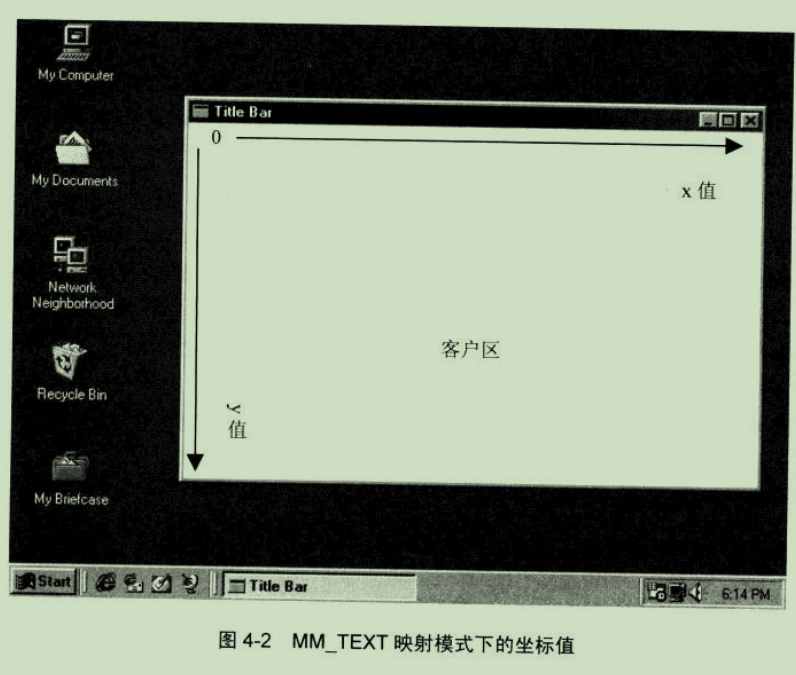 My Computer
Title Bar
0
My Documents
x 值
Network
Neighborhood
客户区
Recycle Bin
y
值
My Briefcase
Start
Title Bar
6:14 PM
图 4-2 MM_TEXT 映射模式下的坐标值